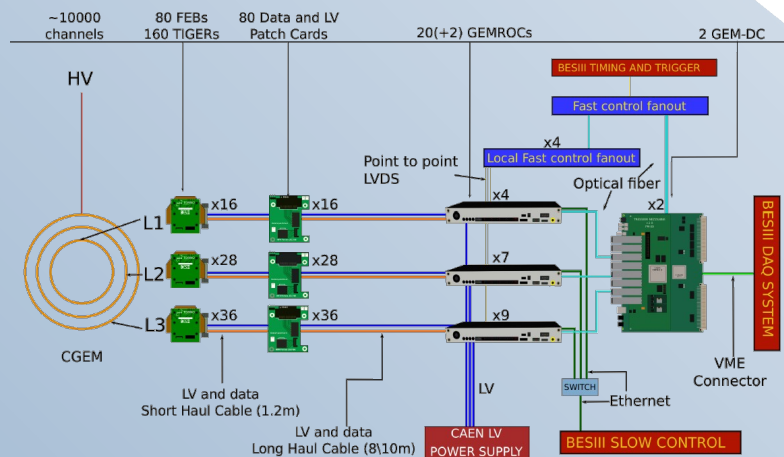 ~10000
channels
80 FEBs
160 TIGERs
80 Data and LV
Patch Cards
20(+2) GEMROCs
2 GEM-DC
HV
BESIII TIMING AND TRIGGER
Fast control fanout
x4
Local Fast control fanout
Point to point
LVDS
Optical fiber
L1
x16
x16
x4
x2
L2
x28
x28
x7
L3
x36
x36
x9
CGEM
BESIII DAQ SYSTEM
VME
Connector
LV and data
Short Haul Cable (1.2m)
LV and data
Long Haul Cable (8\10m)
LV
SWITCH
Ethernet
CAEN LV
POWER SUPPLY
BESIII SLOW CONTROL